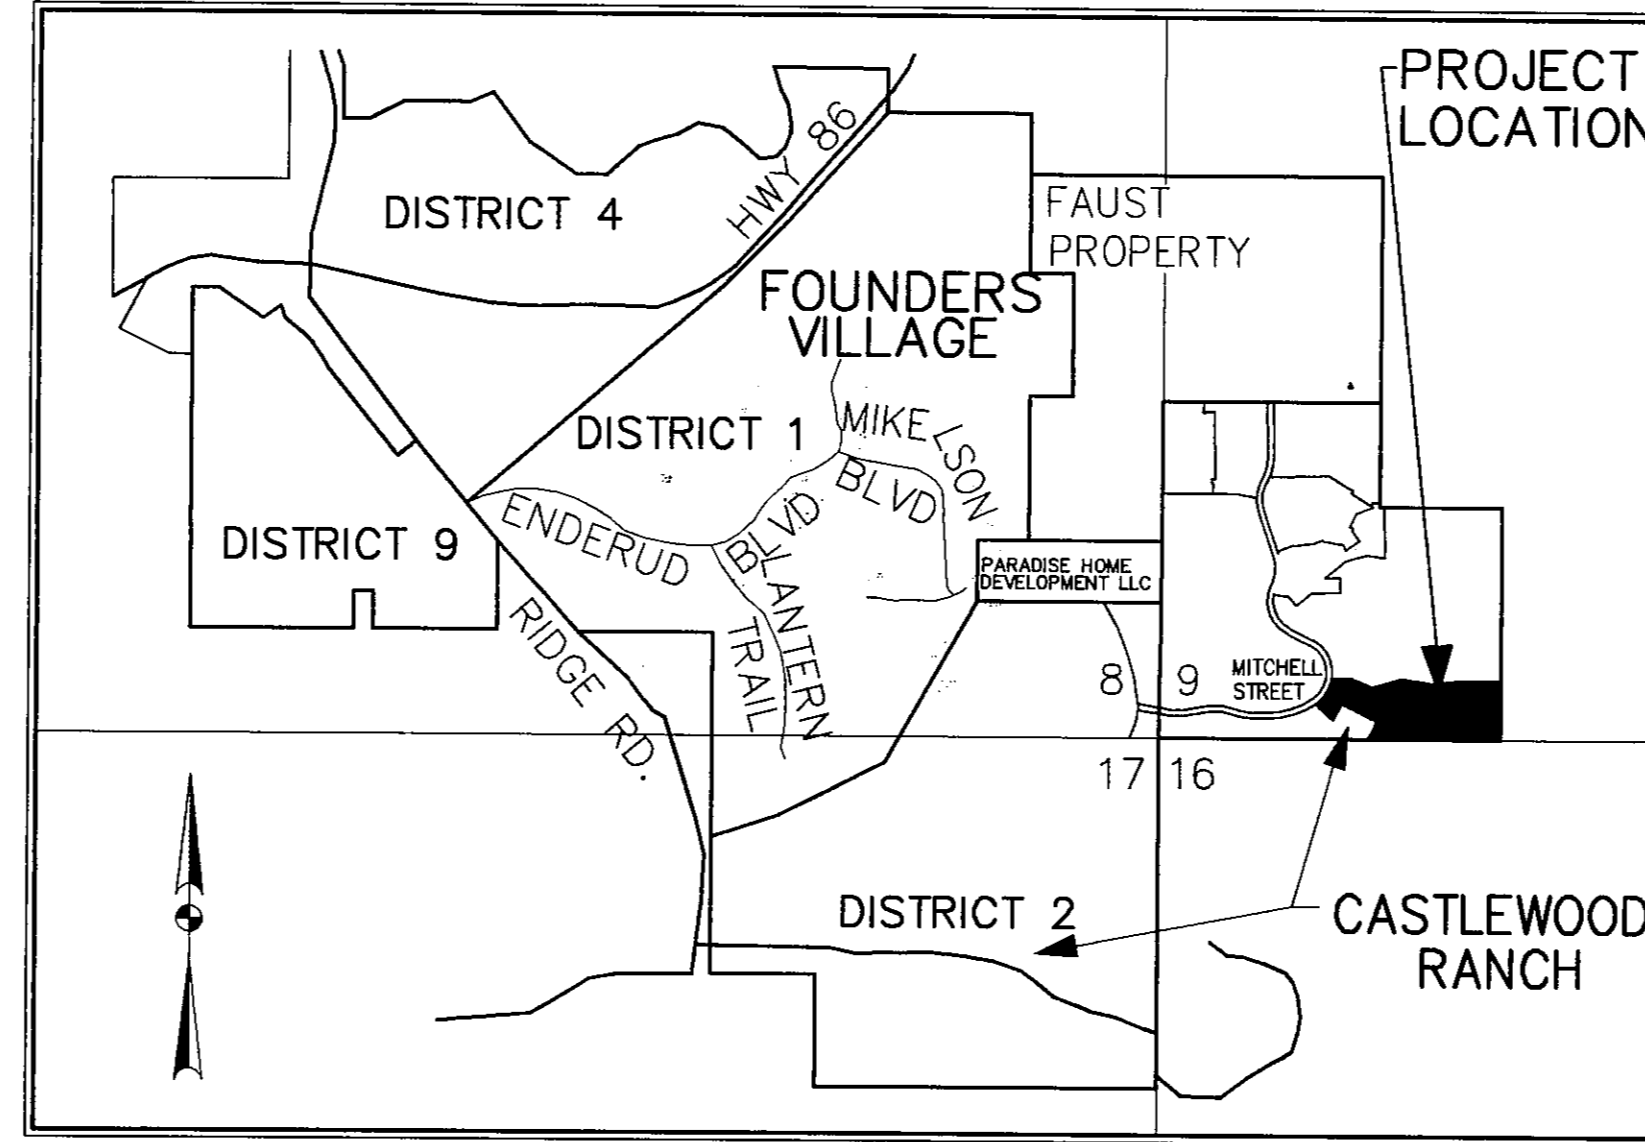 PROJECT
LOCATION
DISTRICT 4
HWY 86
FAUST
PROPERTY
FOUNDERS
VILLAGE
DISTRICT 1
MIKELSON
BLVD
ENDERUD
BLVD
DISTRICT 9
PARADISE HOME
DEVELOPMENT LLC
LANTERN
TRAIL
RIDGE RD.
8 9
MITCHELL
STREET
17 16
DISTRICT 2
CASTLEWOOD
RANCH